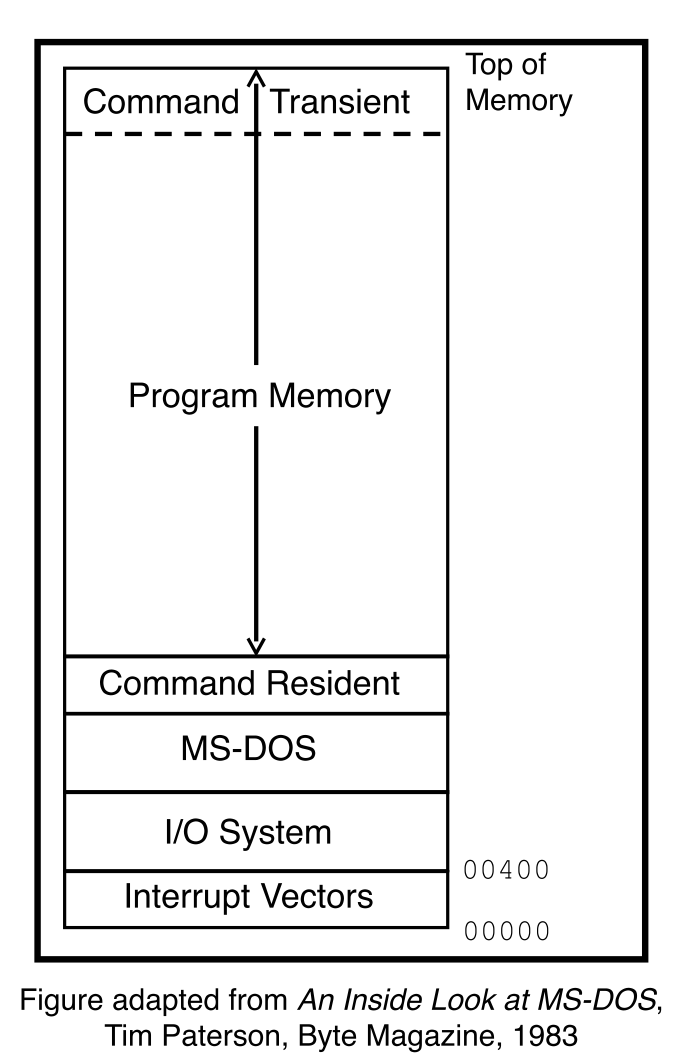 Top of
Memory
Command Transient
Program Memory
Command Resident
MS-DOS
I/O System
00400
Interrupt Vectors
00000
Figure adapted from An Inside Look at MS-DOS,
Tim Paterson, Byte Magazine, 1983